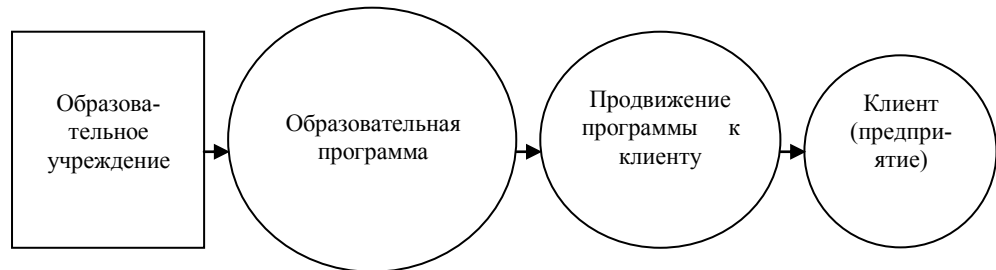 Образова-
тельное
учреждение
Образовательная
программа
Продвижение
программы к
клиенту
Клиент
(предпри-
ятие)